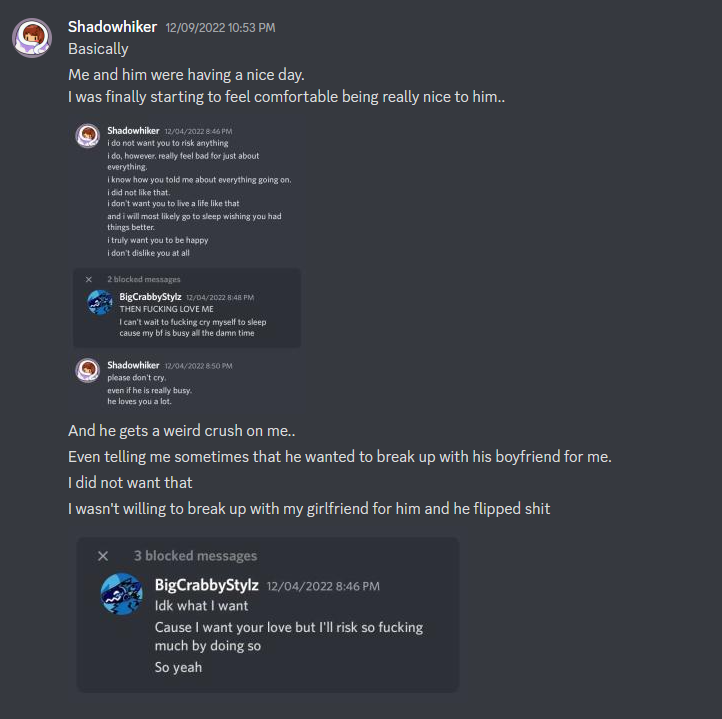 Shadowhiker 12/09/2022 10:53 PM
Basically
Me and him were having a nice day.
I was finally starting to feel comfortable being really nice to him..
Shadowhiker 12/04/2022 8:46 PM
i do not want you to risk anything
i do, however. really feel bad for just about
everything.
i know how you told me about everything going on.
i did not like that.
i don't want you to live a life like that
and i will most likely go to sleep wishing you had
things better.
i truly want you to be happy
i don't dislike you at all
2 blocked messages
BigCrabbyStylz 12/04/2022 8:48 PM
THEN FUCKING LOVE ME
I can't wait to fucking cry myself to sleep
cause my bf is busy all the damn time
Shadowhiker 12/04/2022 8:50 PM
please don't cry.
even if he is really busy.
he loves you a lot.
And he gets a weird crush on me..
Even telling me sometimes that he wanted to break up with his boyfriend for me.
I did not want that
I wasn't willing to break up with my girlfriend for him and he flipped shit
3 blocked messages
BigCrabbyStylz 12/04/2022 8:46 PM
Idk what I want
Cause I want your love but I'll risk so fucking
much by doing so
So yeah